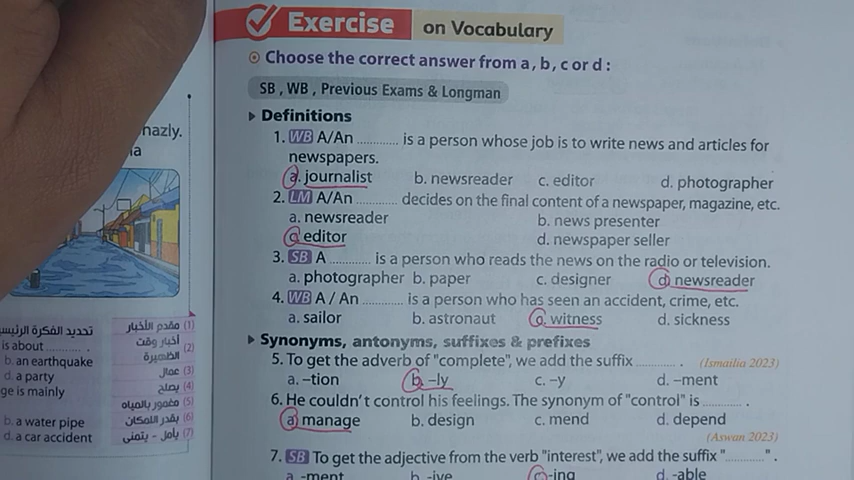 Exercise on Vocabulary
Choose the correct answer from a, b, c or d :
SB , WB , Previous Exams & Longman
Definitions
1. WB A/An ............ is a person whose job is to write news and articles for
newspapers.
a. journalist b. newsreader c. editor d. photographer
2. LM A/An ............ decides on the final content of a newspaper, magazine, etc.
a. newsreader b. news presenter
c. editor d. newspaper seller
3. SB A ............ is a person who reads the news on the radio or television.
a. photographer b. paper c. designer d. newsreader
4. WB A / An ............ is a person who has seen an accident, crime, etc.
a. sailor b. astronaut c. witness d. sickness
Synonyms, antonyms, suffixes & prefixes
5. To get the adverb of "complete", we add the suffix ............ . (Ismailia 2023)
a. –tion b. –ly c. –y d. –ment
6. He couldn't control his feelings. The synonym of "control" is ............ .
a. manage b. design c. mend d. depend
(Aswan 2023)
7. SB To get the adjective from the verb "interest", we add the suffix "............" .
a. -ment b. -ive c. -ing d. -able
nazly.
تحديد الفكرة الرئيس
is about ............ .
b. an earthquake
d. a party
ge is mainly
b. a water pipe
d. a car accident
(1) مقدم الأخبار
(2) أخبار وقت
الظهيرة
(3) عمال
(4) يصلح
(5) مغمور بالمياه
(6) بقدر الإمكان
(7) يأمل - يتمنى